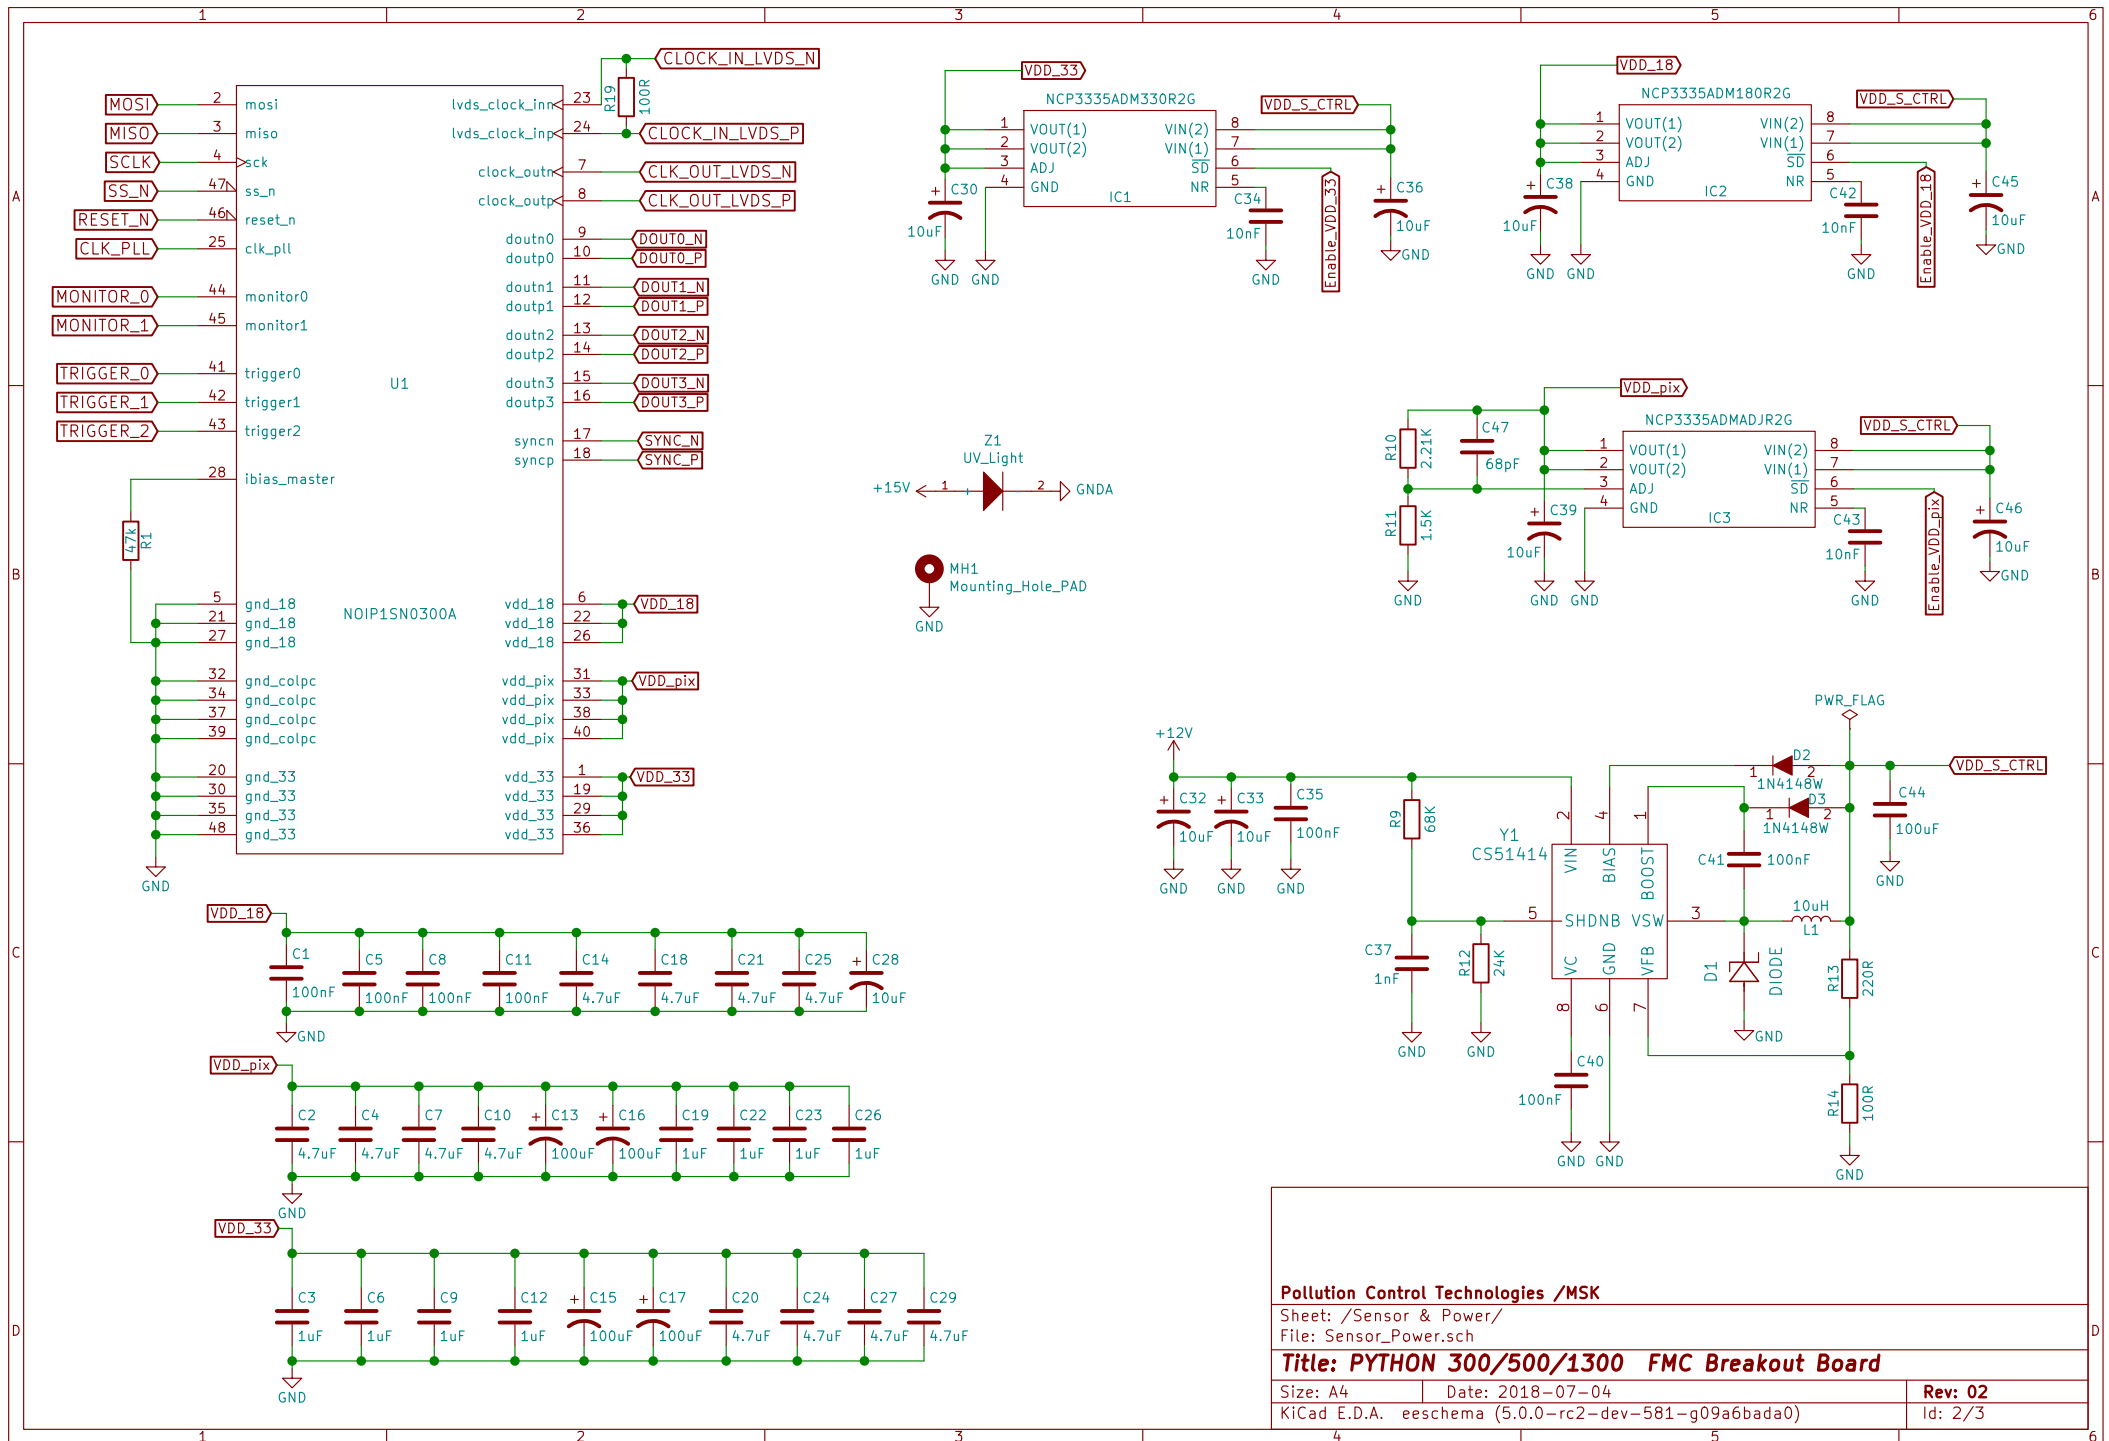 1 2 3 4 5 6
A
B
C
D
A
B
C
D
1 2 3 4 5 6
MOSI 2 mosi
MISO 3 miso
SCLK 4 sck
SS_N 47 ss_n
RESET_N 46 reset_n
CLK_PLL 25 clk_pll
MONITOR_0 44 monitor0
MONITOR_1 45 monitor1
TRIGGER_0 41 trigger0
TRIGGER_1 42 trigger1
TRIGGER_2 43 trigger2
28 ibias_master
47k R1
5 gnd_18
21 gnd_18
27 gnd_18
32 gnd_colpc
34 gnd_colpc
37 gnd_colpc
39 gnd_colpc
20 gnd_33
30 gnd_33
35 gnd_33
48 gnd_33
GND
U1
NOIP1SN0300A
CLOCK_IN_LVDS_N
R19 100R
lvds_clock_inn 23
lvds_clock_inp 24 CLOCK_IN_LVDS_P
clock_outn 7 CLK_OUT_LVDS_N
clock_outp 8 CLK_OUT_LVDS_P
doutn0 9 DOUT0_N
doutp0 10 DOUT0_P
doutn1 11 DOUT1_N
doutp1 12 DOUT1_P
doutn2 13 DOUT2_N
doutp2 14 DOUT2_P
doutn3 15 DOUT3_N
doutp3 16 DOUT3_P
syncn 17 SYNC_N
syncp 18 SYNC_P
vdd_18 6 VDD_18
vdd_18 22
vdd_18 26
vdd_pix 31 VDD_pix
vdd_pix 33
vdd_pix 38
vdd_pix 40
vdd_33 1 VDD_33
vdd_33 19
vdd_33 29
vdd_33 36
VDD_33
NCP3335ADM330R2G
VDD_S_CTRL
1 VOUT(1) VIN(2) 8
2 VOUT(2) VIN(1) 7
3 ADJ SD 6
4 GND NR 5
IC1
+ C30 10uF
C34 10nF
+ C36 10uF
Enable_VDD_33
GND GND GND GND
VDD_18
NCP3335ADM180R2G
VDD_S_CTRL
1 VOUT(1) VIN(2) 8
2 VOUT(2) VIN(1) 7
3 ADJ SD 6
4 GND NR 5
IC2
+ C38 10uF
C42 10nF
+ C45 10uF
Enable_VDD_18
GND GND GND GND
VDD_pix
NCP3335ADMADJR2G
VDD_S_CTRL
1 VOUT(1) VIN(2) 8
2 VOUT(2) VIN(1) 7
3 ADJ SD 6
4 GND NR 5
IC3
R10 2.21K
C47 68pF
R11 1.5K
+ C39 10uF
C43 10nF
+ C46 10uF
Enable_VDD_pix
GND GND GND GND GND
Z1
UV_Light
+15V 1 + 2 GNDA
MH1
Mounting_Hole_PAD
GND
PWR_FLAG
+12V
+ C32 10uF
+ C33 10uF
C35 100nF
GND GND GND
R9 68K
C37 1nF
R12 24K
GND GND
Y1
CS51414
2 VIN
4 BIAS
1 BOOST
5 SHDNB
VSW 3
VC 8
GND 6
VFB 7
C40 100nF
GND GND
1 D2 2
1N4148W
1 D3 2
1N4148W
C41 100nF
10uH
L1
D1 DIODE
GND
VDD_S_CTRL
C44 100uF
GND
R13 220R
R14 100R
GND
VDD_18
C1 C5 C8 C11 C14 C18 C21 C25 + C28
100nF 100nF 100nF 100nF 4.7uF 4.7uF 4.7uF 4.7uF 10uF
GND
VDD_pix
C2 C4 C7 C10 + C13 + C16 C19 C22 C23 C26
4.7uF 4.7uF 4.7uF 4.7uF 100uF 100uF 1uF 1uF 1uF 1uF
GND
VDD_33
C3 C6 C9 C12 + C15 + C17 C20 C24 C27 C29
1uF 1uF 1uF 1uF 100uF 100uF 4.7uF 4.7uF 4.7uF 4.7uF
GND
Pollution Control Technologies /MSK
Sheet: /Sensor & Power/
File: Sensor_Power.sch
Title: PYTHON 300/500/1300 FMC Breakout Board
Size: A4 Date: 2018-07-04 Rev: 02
KiCad E.D.A. eeschema (5.0.0-rc2-dev-581-g09a6bada0) Id: 2/3